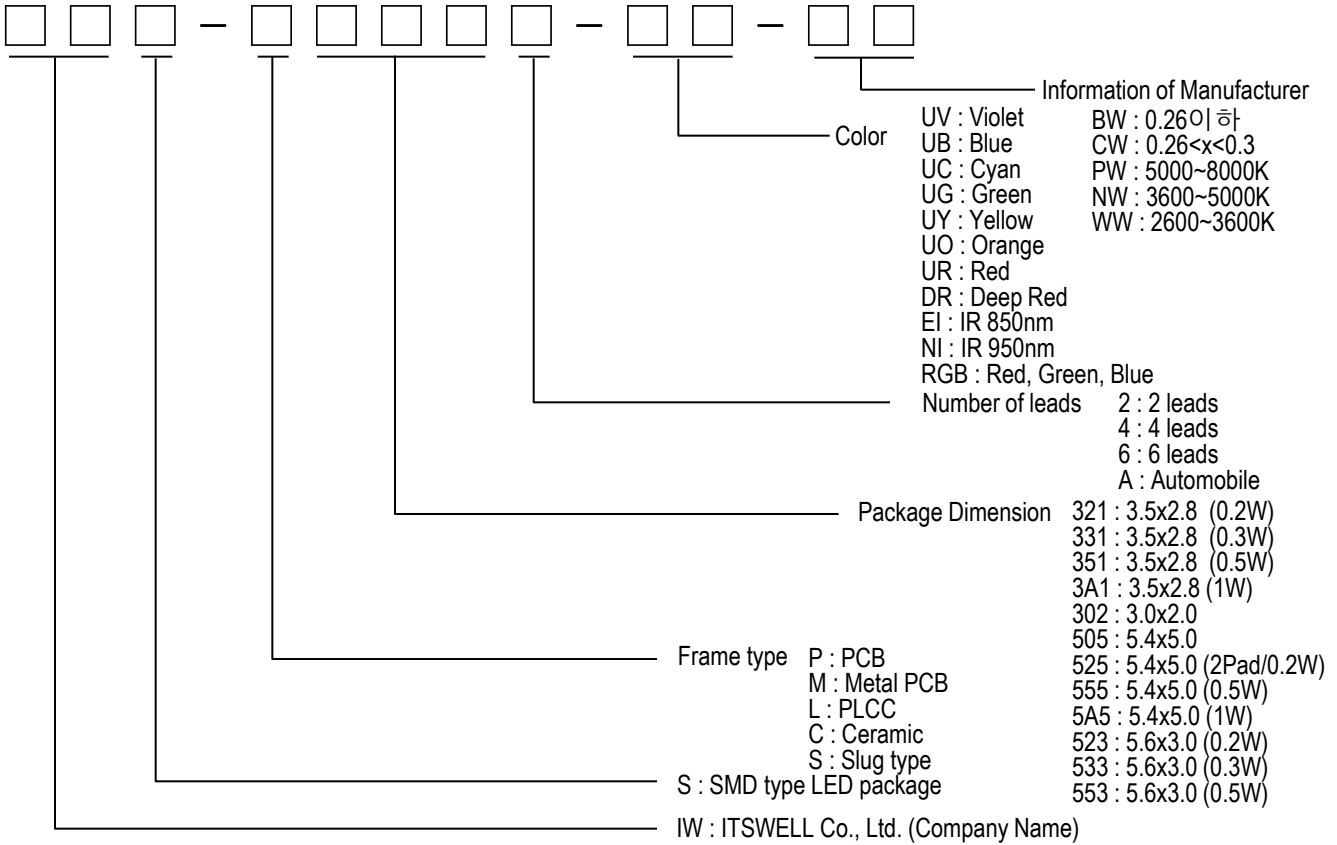 Information of Manufacturer
Color
UV : Violet
UB : Blue
UC : Cyan
UG : Green
UY : Yellow
UO : Orange
UR : Red
DR : Deep Red
EI : IR 850nm
NI : IR 950nm
RGB : Red, Green, Blue
BW : 0.26이하
CW : 0.26<x<0.3
PW : 5000~8000K
NW : 3600~5000K
WW : 2600~3600K
Number of leads
2 : 2 leads
4 : 4 leads
6 : 6 leads
A : Automobile
Package Dimension
321 : 3.5x2.8 (0.2W)
331 : 3.5x2.8 (0.3W)
351 : 3.5x2.8 (0.5W)
3A1 : 3.5x2.8 (1W)
302 : 3.0x2.0
505 : 5.4x5.0
525 : 5.4x5.0 (2Pad/0.2W)
555 : 5.4x5.0 (0.5W)
5A5 : 5.4x5.0 (1W)
523 : 5.6x3.0 (0.2W)
533 : 5.6x3.0 (0.3W)
553 : 5.6x3.0 (0.5W)
Frame type
P : PCB
M : Metal PCB
L : PLCC
C : Ceramic
S : Slug type
S : SMD type LED package
IW : ITSWELL Co., Ltd. (Company Name)